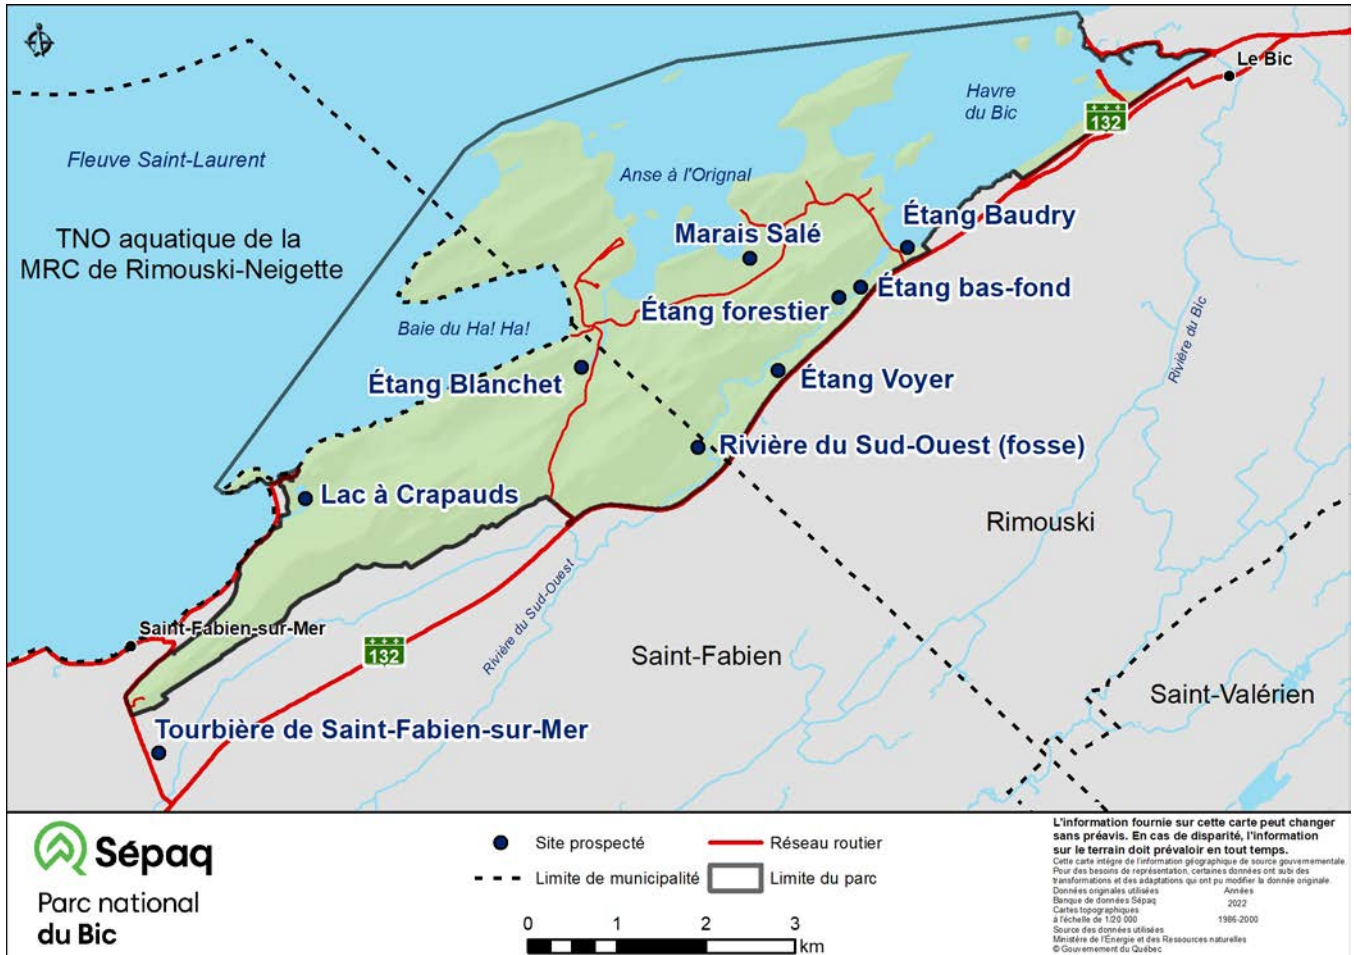 Le Bic
Havre
du Bic
132
Fleuve Saint-Laurent
Anse à l'Orignal
TNO aquatique de la
MRC de Rimouski-Neigette
Étang Baudry
Marais Salé
Étang bas-fond
Étang forestier
Rivière du Bic
Baie du Ha! Ha!
Étang Blanchet
Étang Voyer
Rivière du Sud-Ouest (fosse)
Lac à Crapauds
Rimouski
Rivière du Sud-Ouest
Saint-Fabien-sur-Mer
132
Saint-Fabien
Saint-Valérien
Tourbière de Saint-Fabien-sur-Mer
Sépaq
Parc national
du Bic
Site prospecté
Réseau routier
Limite de municipalité
Limite du parc
0 1 2 3
km
L'information fournie sur cette carte peut changer
sans préavis. En cas de disparité, l'information
sur le terrain doit prévaloir en tout temps.
Cette carte intègre de l'information géographique de source gouvernementale.
Pour des besoins de représentation, certaines données ont subi des
transformations et des adaptations qui ont pu modifier la donnée originale.
Données originales utilisées Années
Banque de données Sépaq 2022
Cartes topographiques
à l'échelle de 1/20 000 1986-2000
Source des données utilisées
Ministère de l'Énergie et des Ressources naturelles
© Gouvernement du Québec